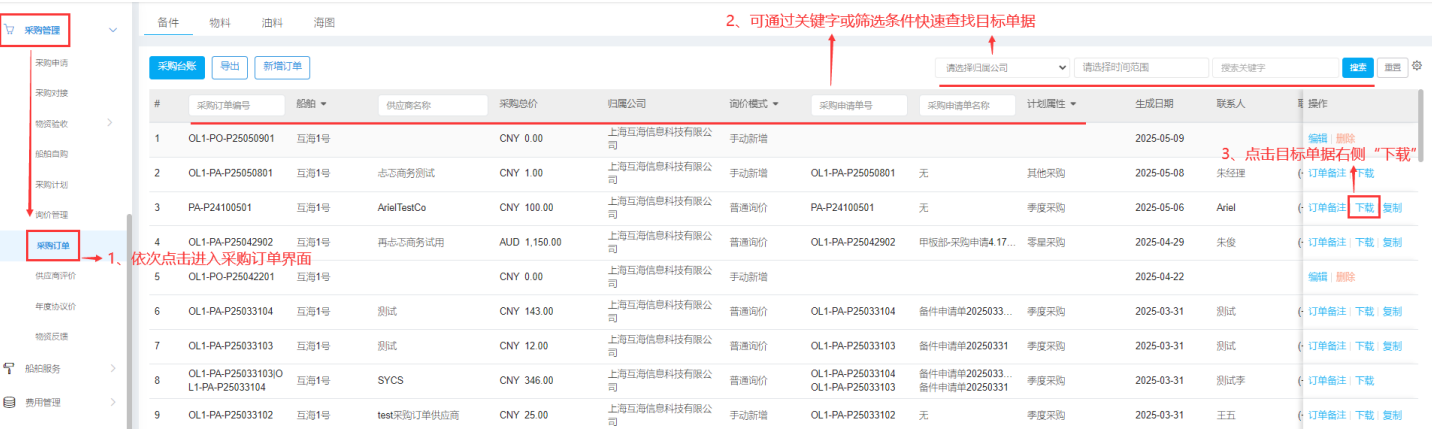 采购管理
采购申请
采购对接
物资验收
船舶自购
采购计划
询价管理
采购订单
供应商评价
年度协议价
物资反馈
船舶服务
费用管理
1、依次点击进入采购订单界面
备件 物料 油料 海图
2、可通过关键字或筛选条件快速查找目标单据
采购台账 导出 新增订单 请选择归属公司 请选择时间范围 搜索关键字 搜索 重置
# 采购订单编号 船舶 供应商名称 采购总价 归属公司 询价模式 采购申请单号 采购申请单名称 计划属性 生成日期 联系人 操作
1 OL1-PO-P25050901 互海1号 CNY 0.00 上海互海信息科技有限公司 手动新增 2025-05-09 编辑 删除
3、点击目标单据右侧“下载”
2 OL1-PA-P25050801 互海1号 忐忑商务测试 CNY 1.00 上海互海信息科技有限公司 手动新增 OL1-PA-P25050801 无 其他采购 2025-05-08 朱经理 (- 订单备注 下载
3 PA-P24100501 互海1号 ArielTestCo CNY 100.00 上海互海信息科技有限公司 普通询价 PA-P24100501 无 季度采购 2025-05-06 Ariel (- 订单备注 下载 复制
4 OL1-PA-P25042902 互海1号 再忐忑商务试用 AUD 1,150.00 上海互海信息科技有限公司 普通询价 OL1-PA-P25042902 甲板部-采购申请4.17... 零星采购 2025-04-29 朱俊 (- 订单备注 下载 复制
5 OL1-PO-P25042201 互海1号 CNY 0.00 上海互海信息科技有限公司 手动新增 2025-04-22 编辑 删除
6 OL1-PA-P25033104 互海1号 测试 CNY 143.00 上海互海信息科技有限公司 普通询价 OL1-PA-P25033104 备件申请单2025033... 季度采购 2025-03-31 测试 (- 订单备注 下载 复制
7 OL1-PA-P25033103 互海1号 测试 CNY 12.00 上海互海信息科技有限公司 普通询价 OL1-PA-P25033103 备件申请单20250331 季度采购 2025-03-31 测试 (- 订单备注 下载 复制
8 OL1-PA-P25033103|OL1-PA-P25033104 互海1号 SYCS CNY 346.00 上海互海信息科技有限公司 普通询价 OL1-PA-P25033104 OL1-PA-P25033103 备件申请单2025033... 备件申请单20250331 季度采购 2025-03-31 测试李 (- 订单备注 下载
9 OL1-PA-P25033102 互海1号 test采购订单供应商 CNY 25.00 上海互海信息科技有限公司 手动新增 OL1-PA-P25033102 无 季度采购 2025-03-31 王五 (- 订单备注 下载 复制